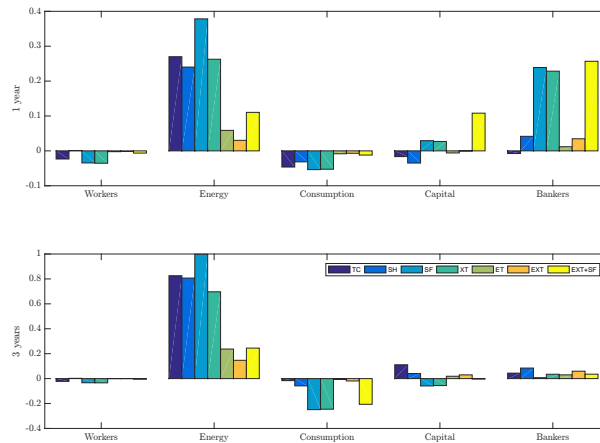 0.4
0.3
0.2
0.1
0
-0.1
1 year
Workers Energy Consumption Capital Bankers
1
0.8
0.6
0.4
0.2
0
-0.2
-0.4
3 years
TC SH SF XT ET EXT EXT+SF
Workers Energy Consumption Capital Bankers